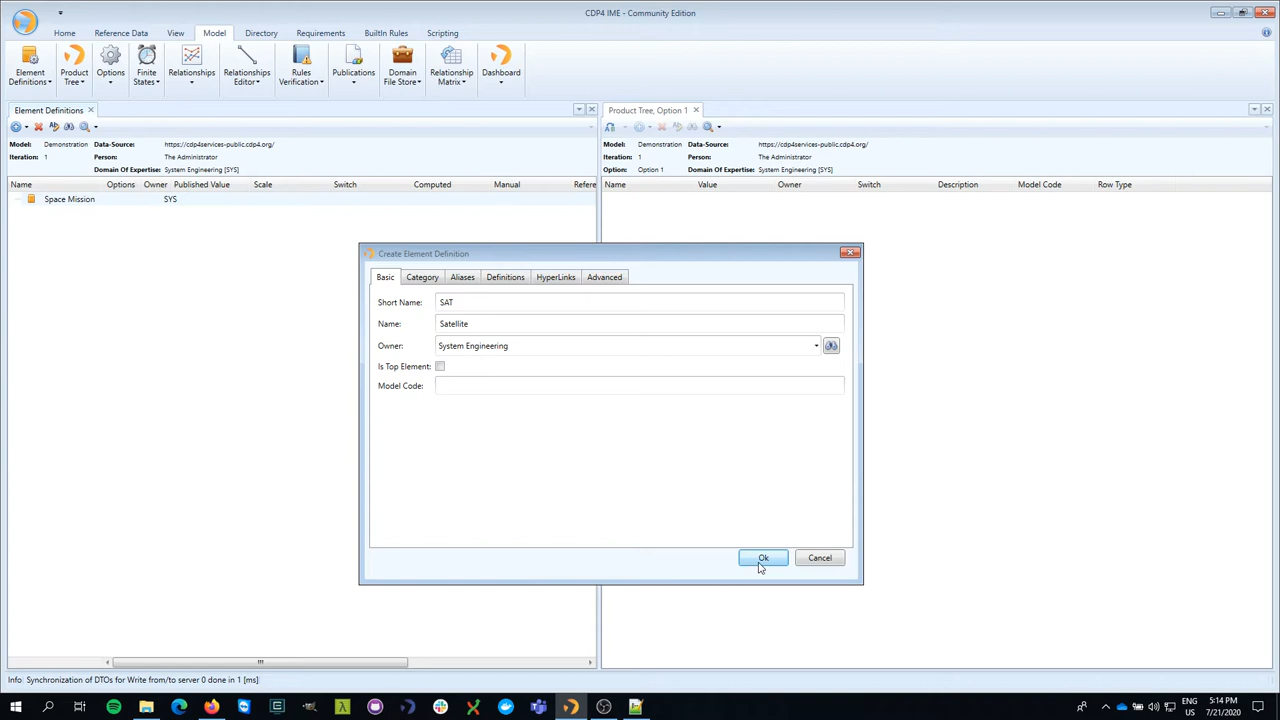 CDP4 IME - Community Edition
Home Reference Data View Model Directory Requirements BuiltIn Rules Scripting
Element Definitions Product Tree Options Finite States Relationships Relationships Editor Rules Verification Publications Domain File Store Relationship Matrix Dashboard
Element Definitions
Product Tree, Option 1
Model: Demonstration Data-Source: https://cdp4services-public.cdp4.org/
Iteration: 1 Person: The Administrator
Domain Of Expertise: System Engineering [SYS]
Name Options Owner Published Value Scale Switch Computed Manual Refere
Space Mission SYS
Model: Demonstration Data-Source: https://cdp4services-public.cdp4.org/
Iteration: 1 Person: The Administrator
Option: Option 1 Domain Of Expertise: System Engineering [SYS]
Name Value Owner Switch Description Model Code Row Type
Create Element Definition
Basic Category Aliases Definitions HyperLinks Advanced
Short Name: SAT
Name: Satellite
Owner: System Engineering
Is Top Element:
Model Code:
Ok Cancel
Info: Synchronization of DTOs for Write from/to server 0 done in 1 [ms]
ENG 5:14 PM
US 7/21/2020